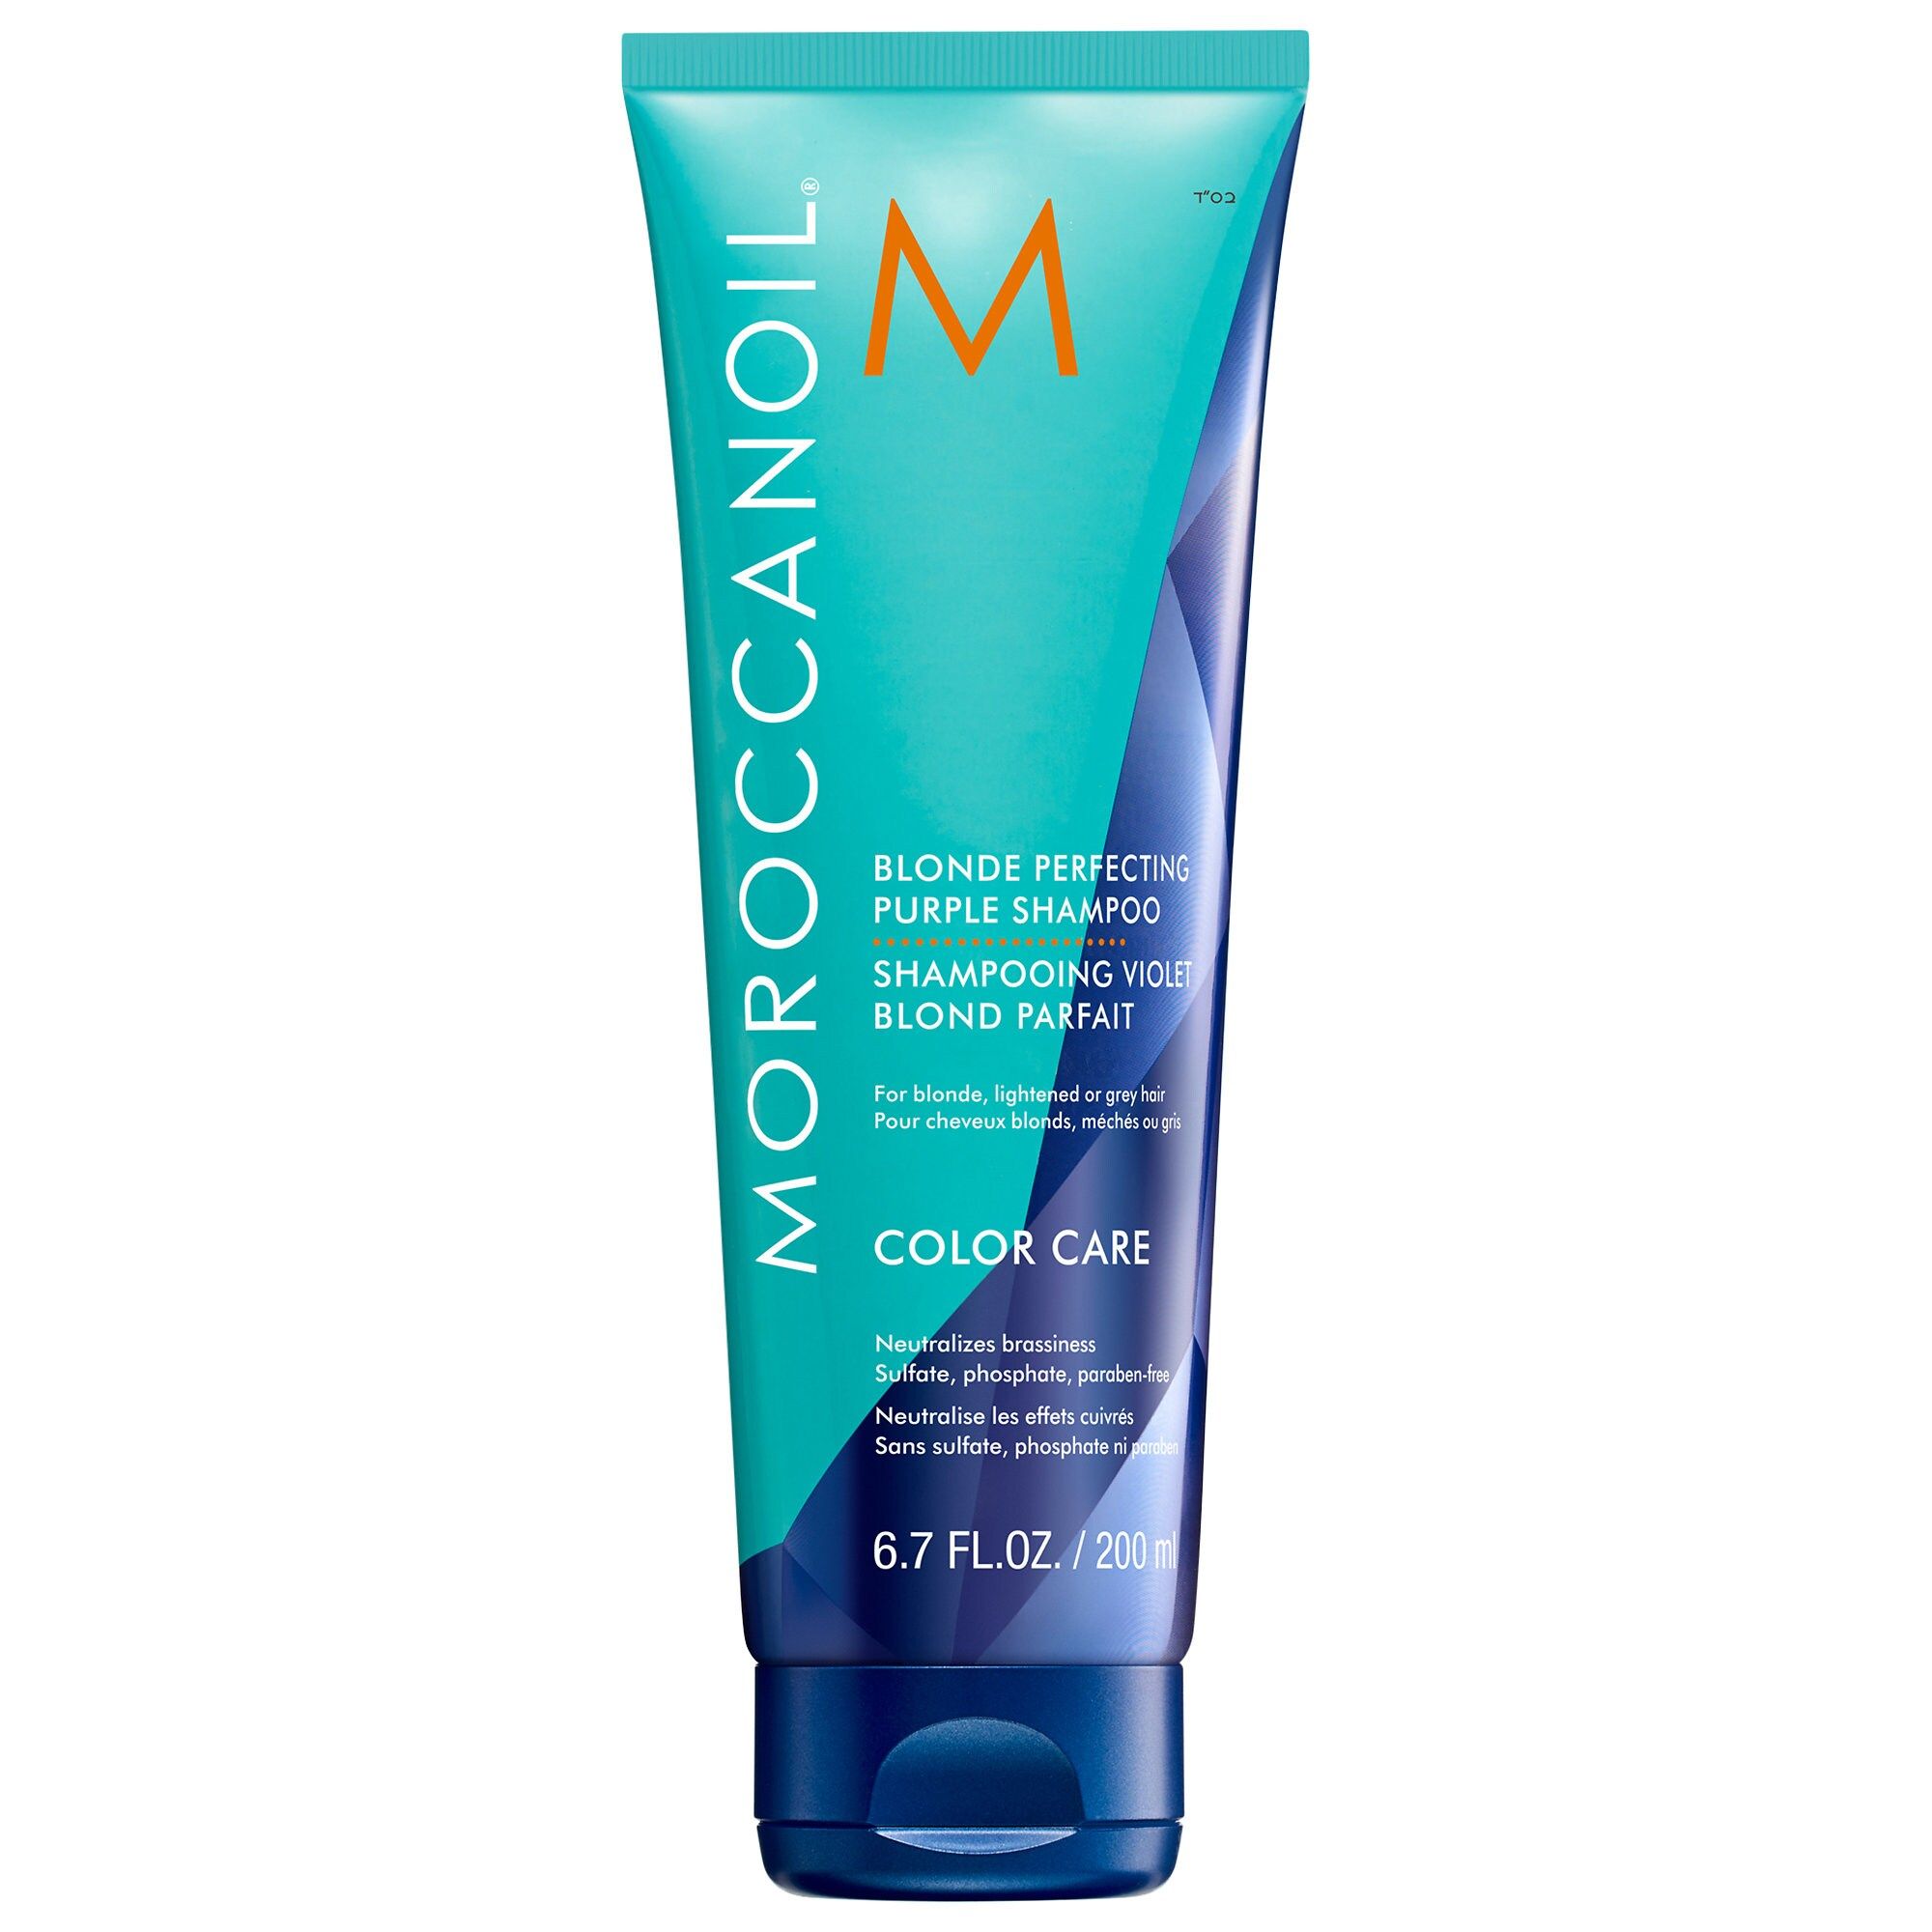 בס"ד
M
MOROCCANOIL®
BLONDE PERFECTING
PURPLE SHAMPOO
SHAMPOOING VIOLET
BLOND PARFAIT
For blonde, lightened or grey hair
Pour cheveux blonds, méchés ou gris
COLOR CARE
Neutralizes brassiness
Sulfate, phosphate, paraben-free
Neutralise les effets cuivrés
Sans sulfate, phosphate ni paraben
6.7 FL.OZ. / 200 ml